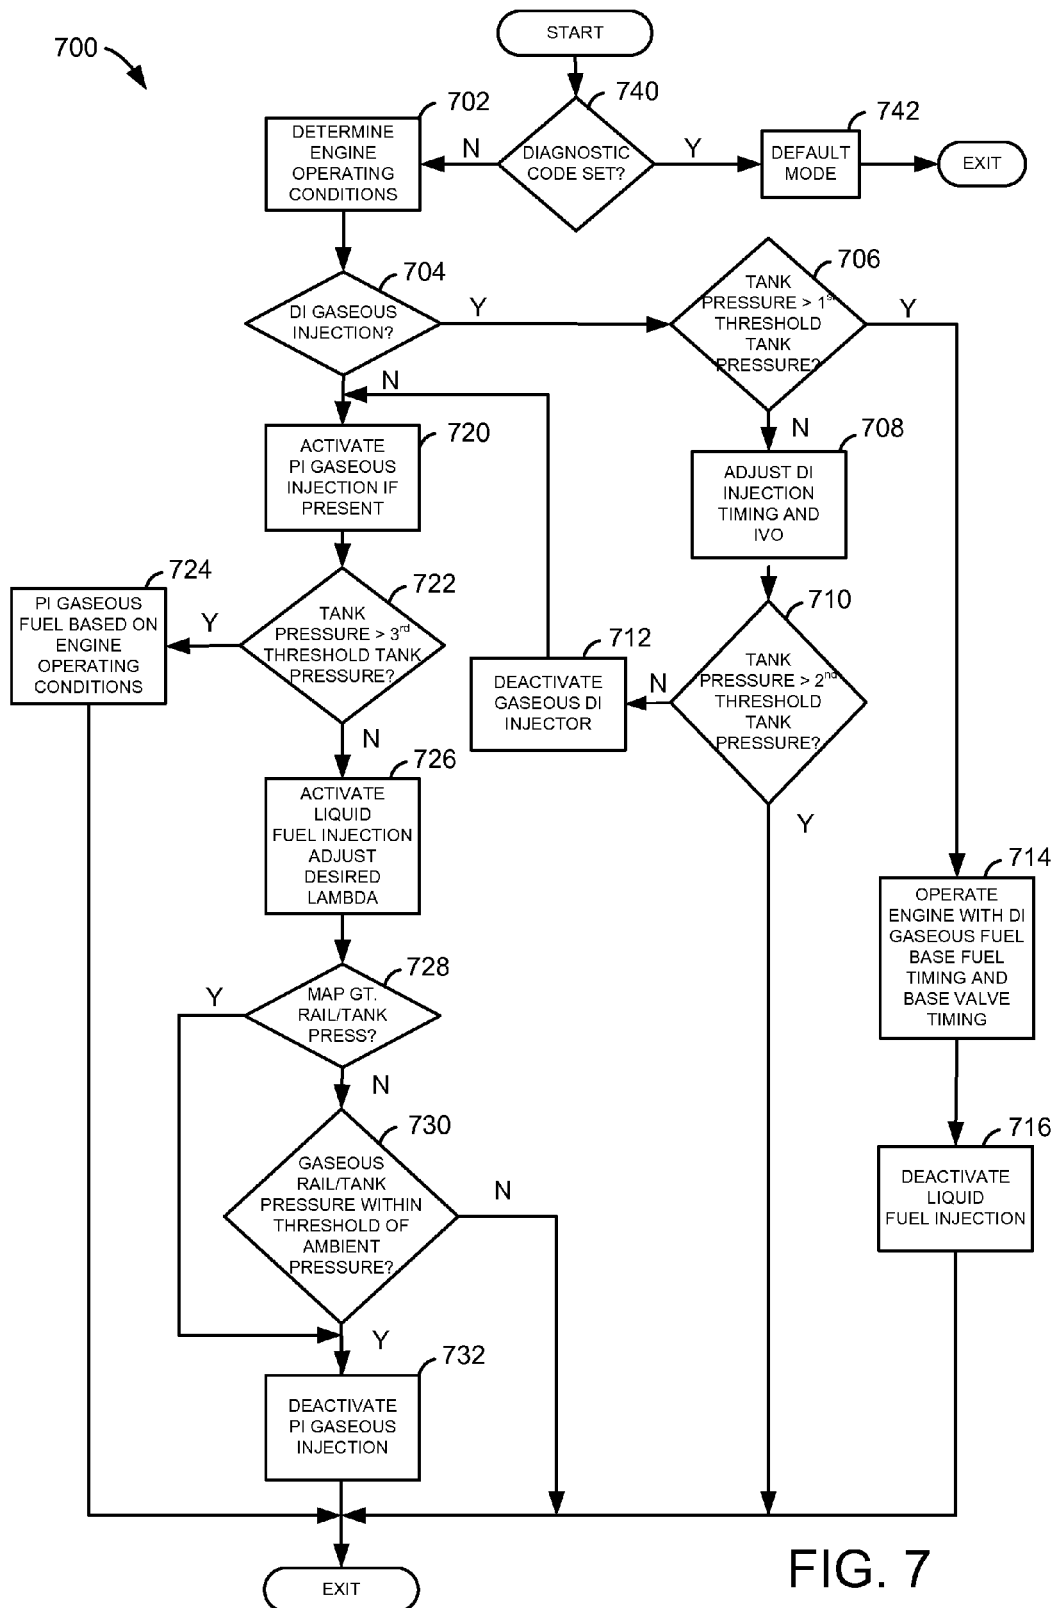 START
700
740
702
742
DETERMINE
ENGINE
OPERATING
CONDITIONS
N
DIAGNOSTIC
CODE SET?
Y
DEFAULT
MODE
EXIT
704
DI GASEOUS
INJECTION?
Y
706
TANK
PRESSURE > 1st
THRESHOLD
TANK
PRESSURE?
Y
N
N
720
ACTIVATE
PI GASEOUS
INJECTION IF
PRESENT
708
ADJUST DI
INJECTION
TIMING AND
IVO
724
PI GASEOUS
FUEL BASED ON
ENGINE
OPERATING
CONDITIONS
Y
722
TANK
PRESSURE > 3rd
THRESHOLD TANK
PRESSURE?
N
712
DEACTIVATE
GASEOUS DI
INJECTOR
N
710
TANK
PRESSURE > 2nd
THRESHOLD
TANK
PRESSURE?
Y
726
ACTIVATE
LIQUID
FUEL INJECTION
ADJUST
DESIRED
LAMBDA
714
OPERATE
ENGINE WITH DI
GASEOUS FUEL
BASE FUEL
TIMING AND
BASE VALVE
TIMING
728
Y
MAP GT.
RAIL/TANK
PRESS?
N
730
GASEOUS
RAIL/TANK
PRESSURE WITHIN
THRESHOLD OF
AMBIENT
PRESSURE?
N
Y
716
DEACTIVATE
LIQUID
FUEL INJECTION
732
DEACTIVATE
PI GASEOUS
INJECTION
EXIT
FIG. 7